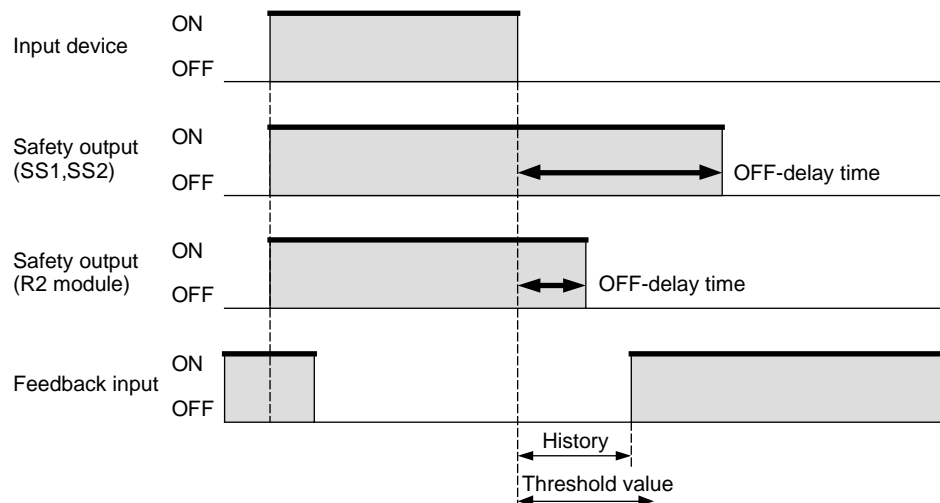 ON
Input device
OFF
ON
Safety output
(SS1,SS2)
OFF
OFF-delay time
ON
Safety output
(R2 module)
OFF
OFF-delay time
ON
Feedback input
OFF
History
Threshold value